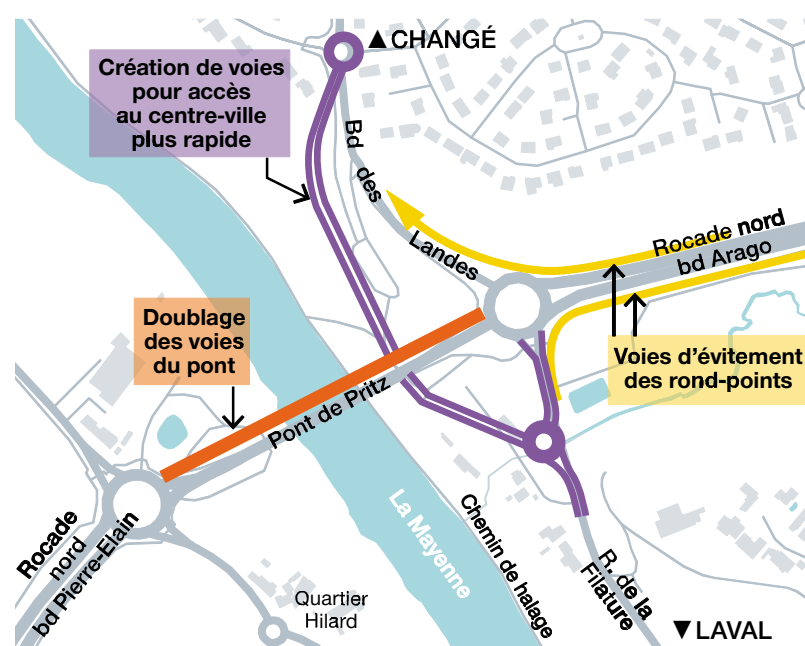 ▲CHANGÉ
Création de voies
pour accès
au centre-ville
plus rapide
Bd des
Landes
Rocade nord
bd Arago
Doublage
des voies
du pont
Voies d'évitement
des rond-points
Pont de Pritz
La Mayenne
Chemin de halage
Rocade
nord
bd Pierre-Elain
Quartier
Hilard
R. de la
Filature
▼LAVAL